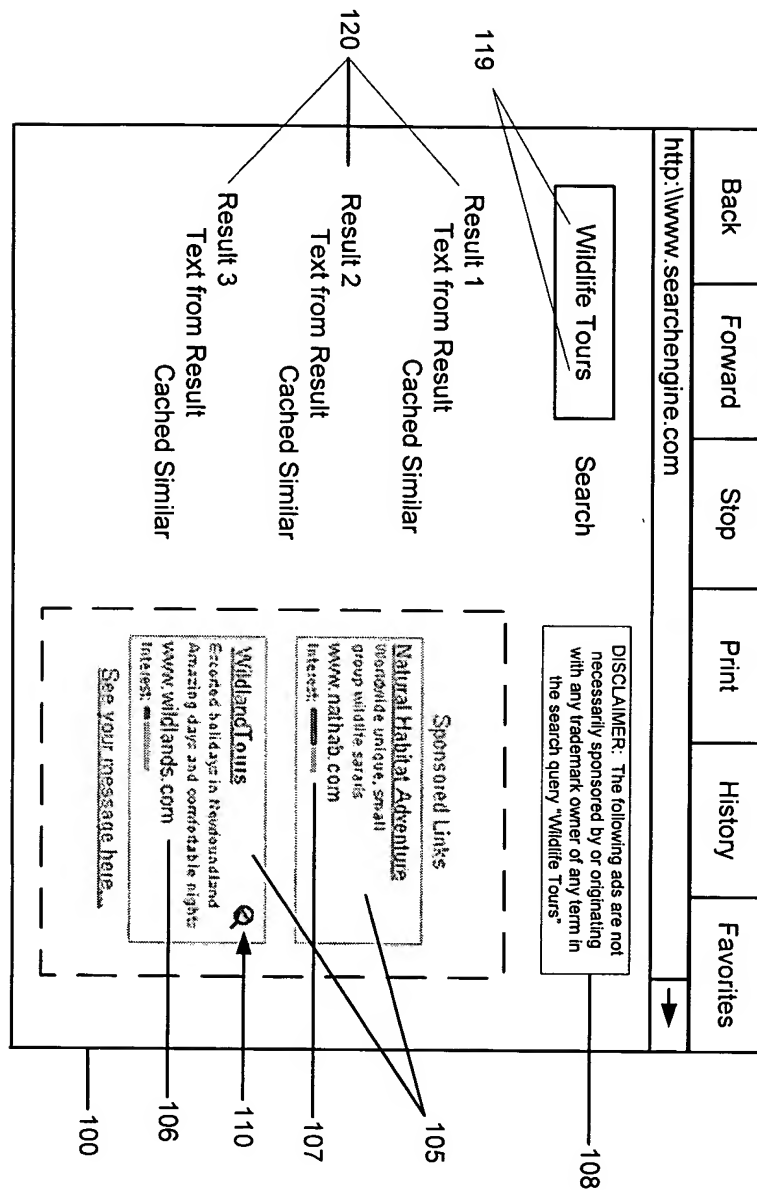 Back
Forward
Stop
Print
History
Favorites
http:\\www.searchengine.com
Wildlife Tours
Search
DISCLAIMER: The following ads are not
necessarily sponsored by or originating
with any trademark owner of any term in
the search query "Wildlife Tours"
108
119
120
Result 1
Text from Result
Cached Similar
Result 2
Text from Result
Cached Similar
Result 3
Text from Result
Cached Similar
Sponsored Links
Natural Habitat Adventure
Worldwide unique, small
group wildlife safaris
www.nathab.com
Interest:
WildlandTours
Escorted holidays in Newfoundland
Amazing days and comfortable nights
www.wildlands.com
Interest:
See your message here...
105
107
110
106
100